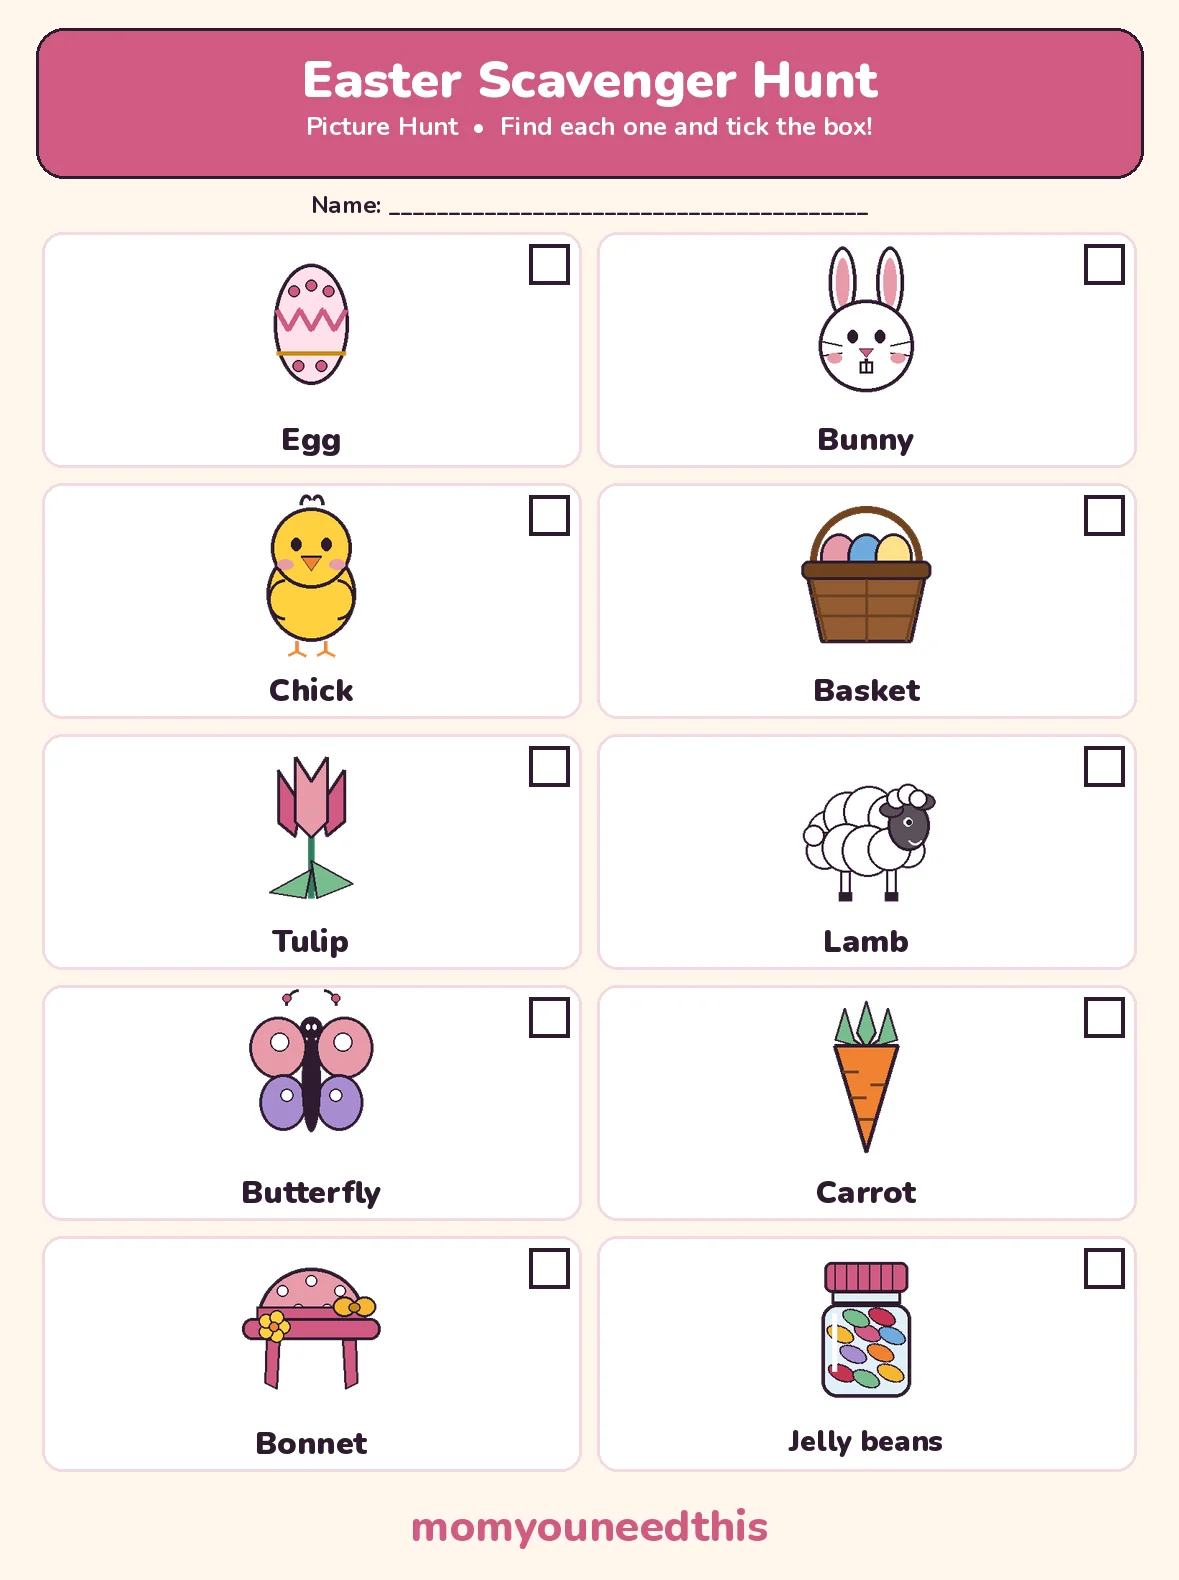 Easter Scavenger Hunt
Picture Hunt • Find each one and tick the box!
Name: ________________________________________
Egg
Bunny
Chick
Basket
Tulip
Lamb
Butterfly
Carrot
Bonnet
Jelly beans
momyouneedthis